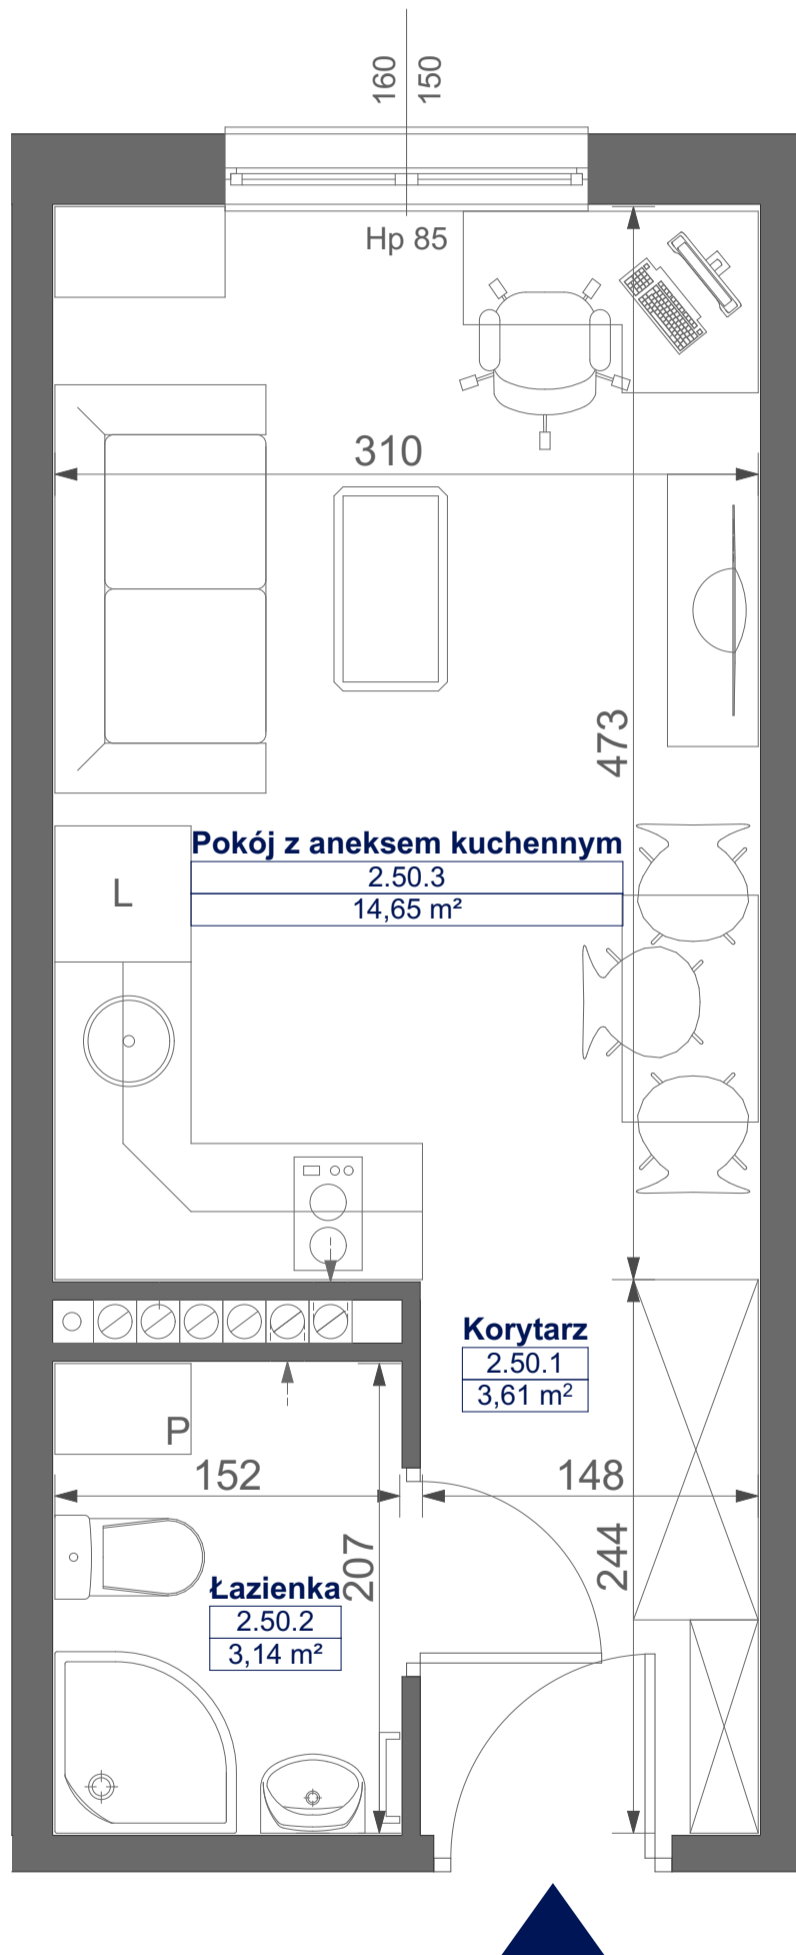 160
150
Hp 85
310
473
Pokój z aneksem kuchennym
2.50.3
14,65 m²
L
Korytarz
2.50.1
3,61 m²
P
152
148
207
244
Łazienka
2.50.2
3,14 m²